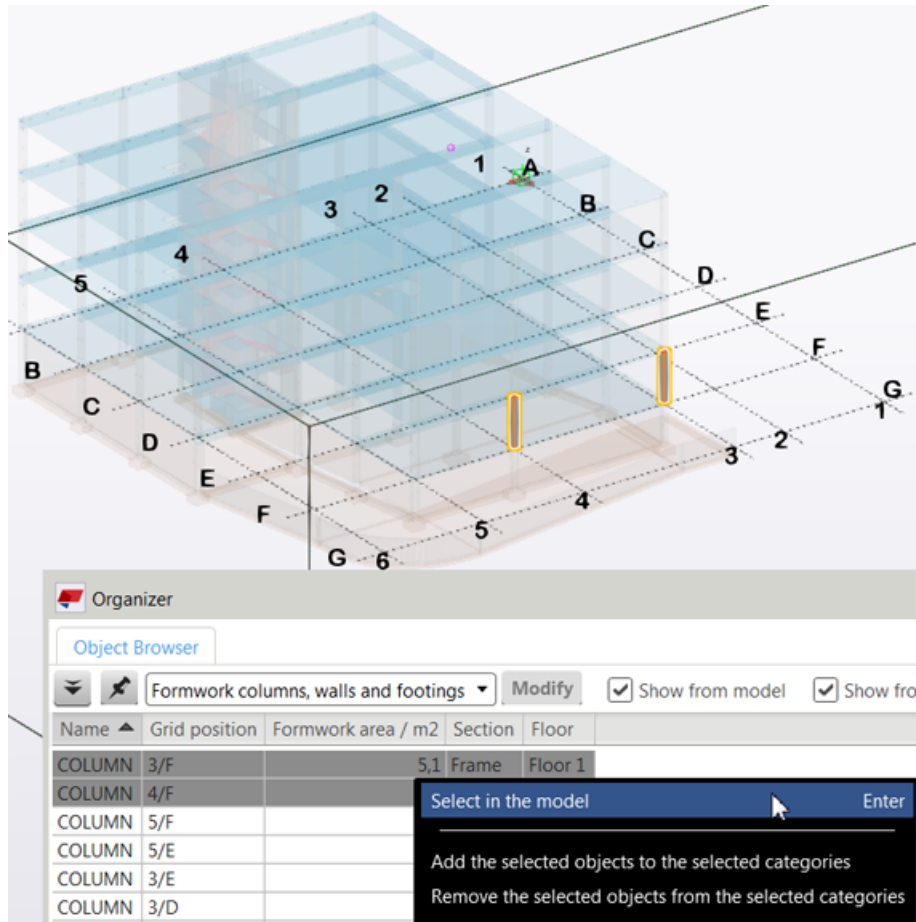 z
1 A
2
B
3
C
4
D
5
E
F
B
G
1
C
2
D
3
E
4
F
5
G
6
Organizer
Object Browser
Formwork columns, walls and footings Modify Show from model Show fro
Name Grid position Formwork area / m2 Section Floor
COLUMN 3/F 5,1 Frame Floor 1
COLUMN 4/F
Select in the model Enter
COLUMN 5/F
COLUMN 5/E
Add the selected objects to the selected categories
COLUMN 3/E
Remove the selected objects from the selected categories
COLUMN 3/D